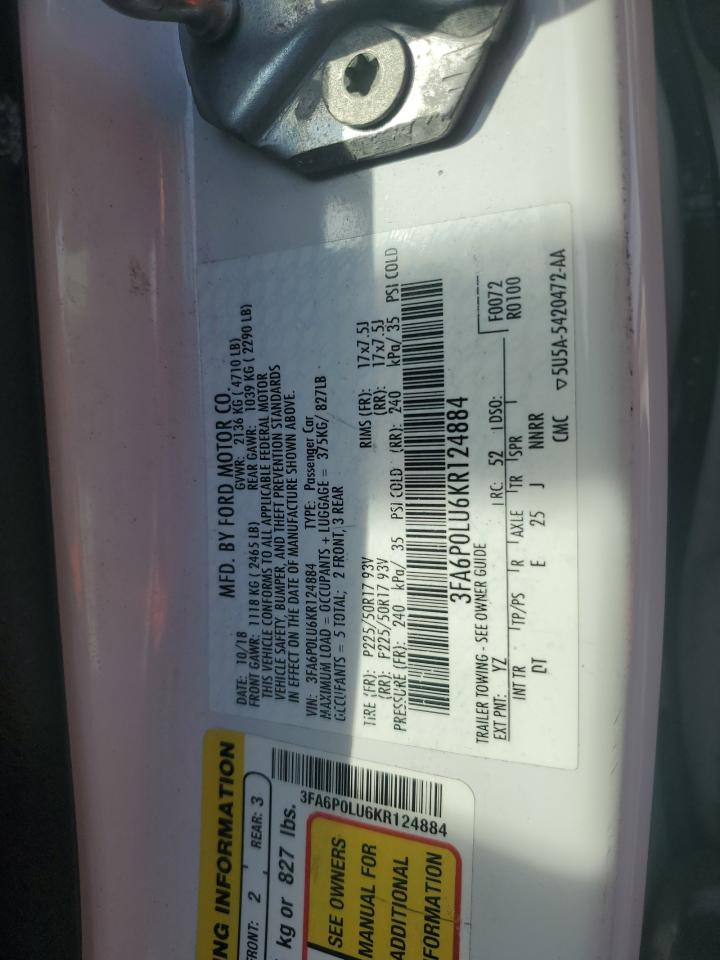 MFD. BY FORD MOTOR CO.
DATE: 10/18 GVWR: 2136 KG ( 4710 LB)
FRONT GAWR: 1118 KG ( 2465 LB) REAR GAWR: 1039 KG ( 2290 LB)
THIS VEHICLE CONFORMS TO ALL APPLICABLE FEDERAL MOTOR
VEHICLE SAFETY, BUMPER, AND THEFT PREVENTION STANDARDS
IN EFFECT ON THE DATE OF MANUFACTURE SHOWN ABOVE.
VIN: 3FA6P0LU6KR124884 TYPE: Passenger Car
MAXIMUM LOAD = OCCUPANTS + LUGGAGE = 375KG/ 827LB
OCCUPANTS = 5 TOTAL; 2 FRONT, 3 REAR
TIRE (FR): P225/50R17 93V RIMS (FR): 17x7.5J
(RR): P225/50R17 93V (RR): 17x7.5J
PRESSURE (FR): 240 kPa/ 35 PSI COLD (RR): 240 kPa/ 35 PSI COLD
3FA6P0LU6KR124884
TRAILER TOWING - SEE OWNER GUIDE
EXT PNT: YZ RC: 52 DSO: F0072
R0100
INT TR TP/PS R AXLE TR SPR
DT E 25 J NNRR
CMC ▽5U5A-5420472-AA
NG INFORMATION
FRONT: 2 REAR: 3
kg or 827 lbs.
3FA6P0LU6KR124884
SEE OWNERS
MANUAL FOR
ADDITIONAL
FORMATION